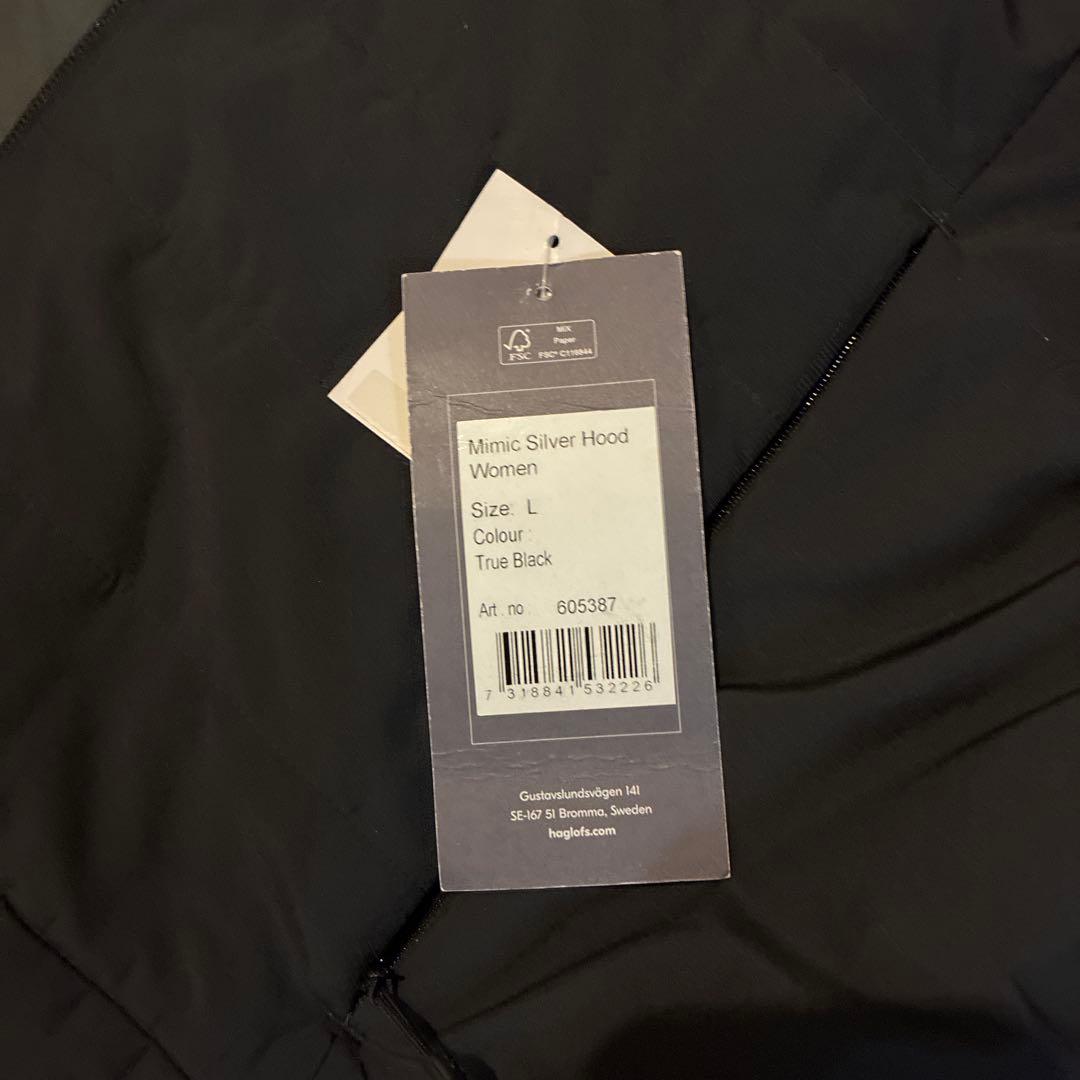 MIX
Paper
FSC
FSC® C119844
Mimic Silver Hood
Women
Size: L
Colour :
True Black
Art. no 605387
7 318841 532226
Gustavslundsvägen 141
SE-167 51 Bromma, Sweden
haglofs.com